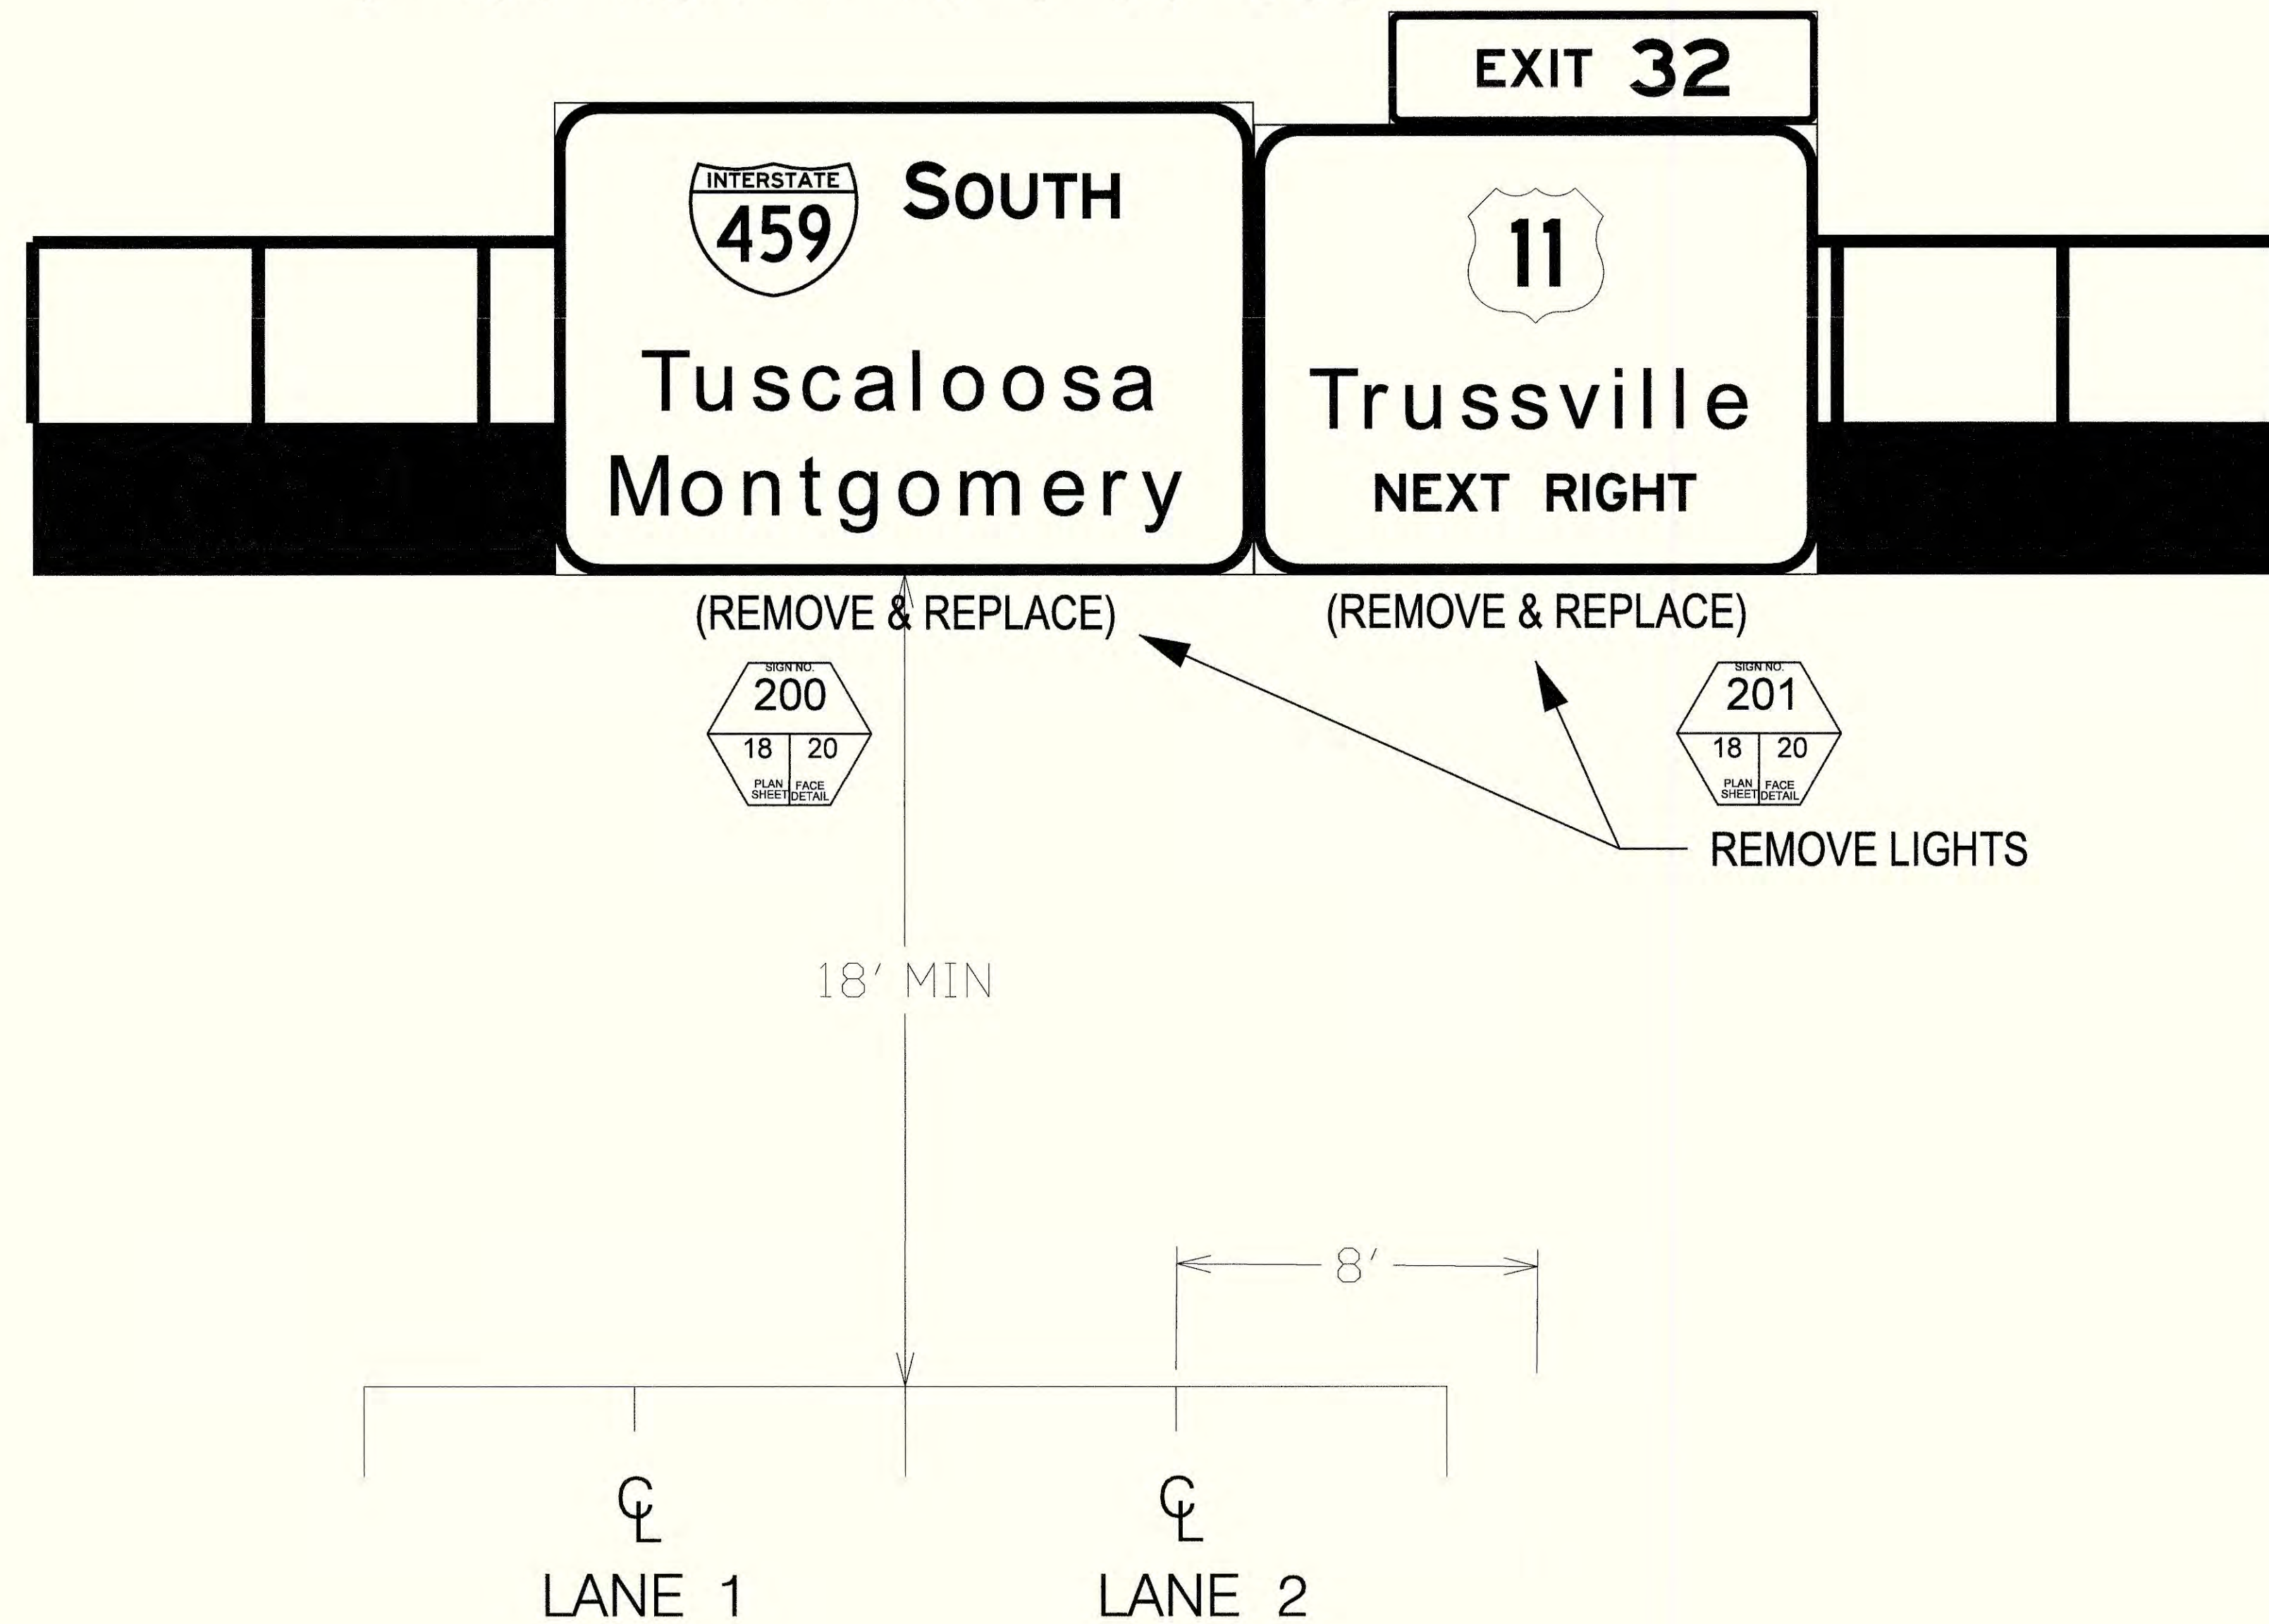 EXIT 32
INTERSTATE
459
SOUTH
Tuscaloosa
Montgomery
11
Trussville
NEXT RIGHT
(REMOVE & REPLACE)
(REMOVE & REPLACE)
SIGN NO.
200
18
20
PLAN SHEET
FACE DETAIL
SIGN NO.
201
18
20
PLAN SHEET
FACE DETAIL
REMOVE LIGHTS
18' MIN
8'
℄
LANE 1
℄
LANE 2